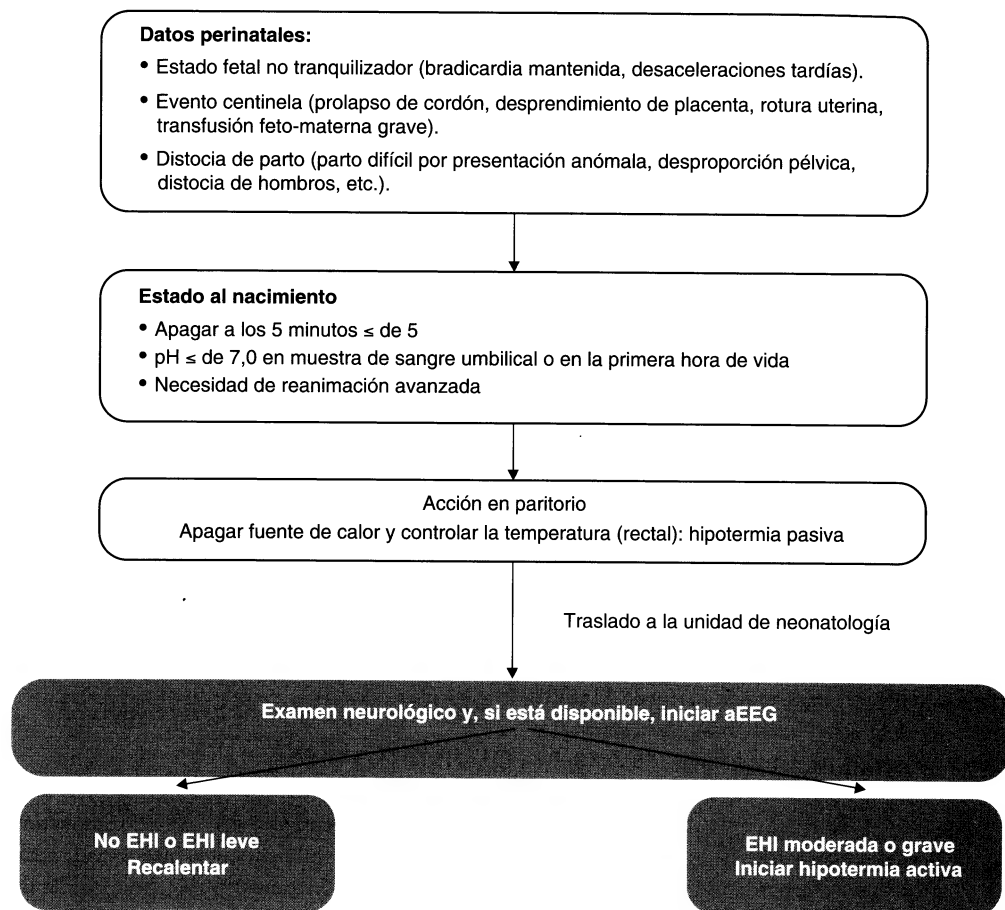 Datos perinatales:
• Estado fetal no tranquilizador (bradicardia mantenida, desaceleraciones tardías).
• Evento centinela (prolapso de cordón, desprendimiento de placenta, rotura uterina,
transfusión feto-materna grave).
• Distocia de parto (parto difícil por presentación anómala, desproporción pélvica,
distocia de hombros, etc.).
Estado al nacimiento
• Apagar a los 5 minutos ≤ de 5
• pH ≤ de 7,0 en muestra de sangre umbilical o en la primera hora de vida
• Necesidad de reanimación avanzada
Acción en paritorio
Apagar fuente de calor y controlar la temperatura (rectal): hipotermia pasiva
Traslado a la unidad de neonatología
Examen neurológico y, si está disponible, iniciar aEEG
No EHI o EHI leve
Recalentar
EHI moderada o grave
Iniciar hipotermia activa